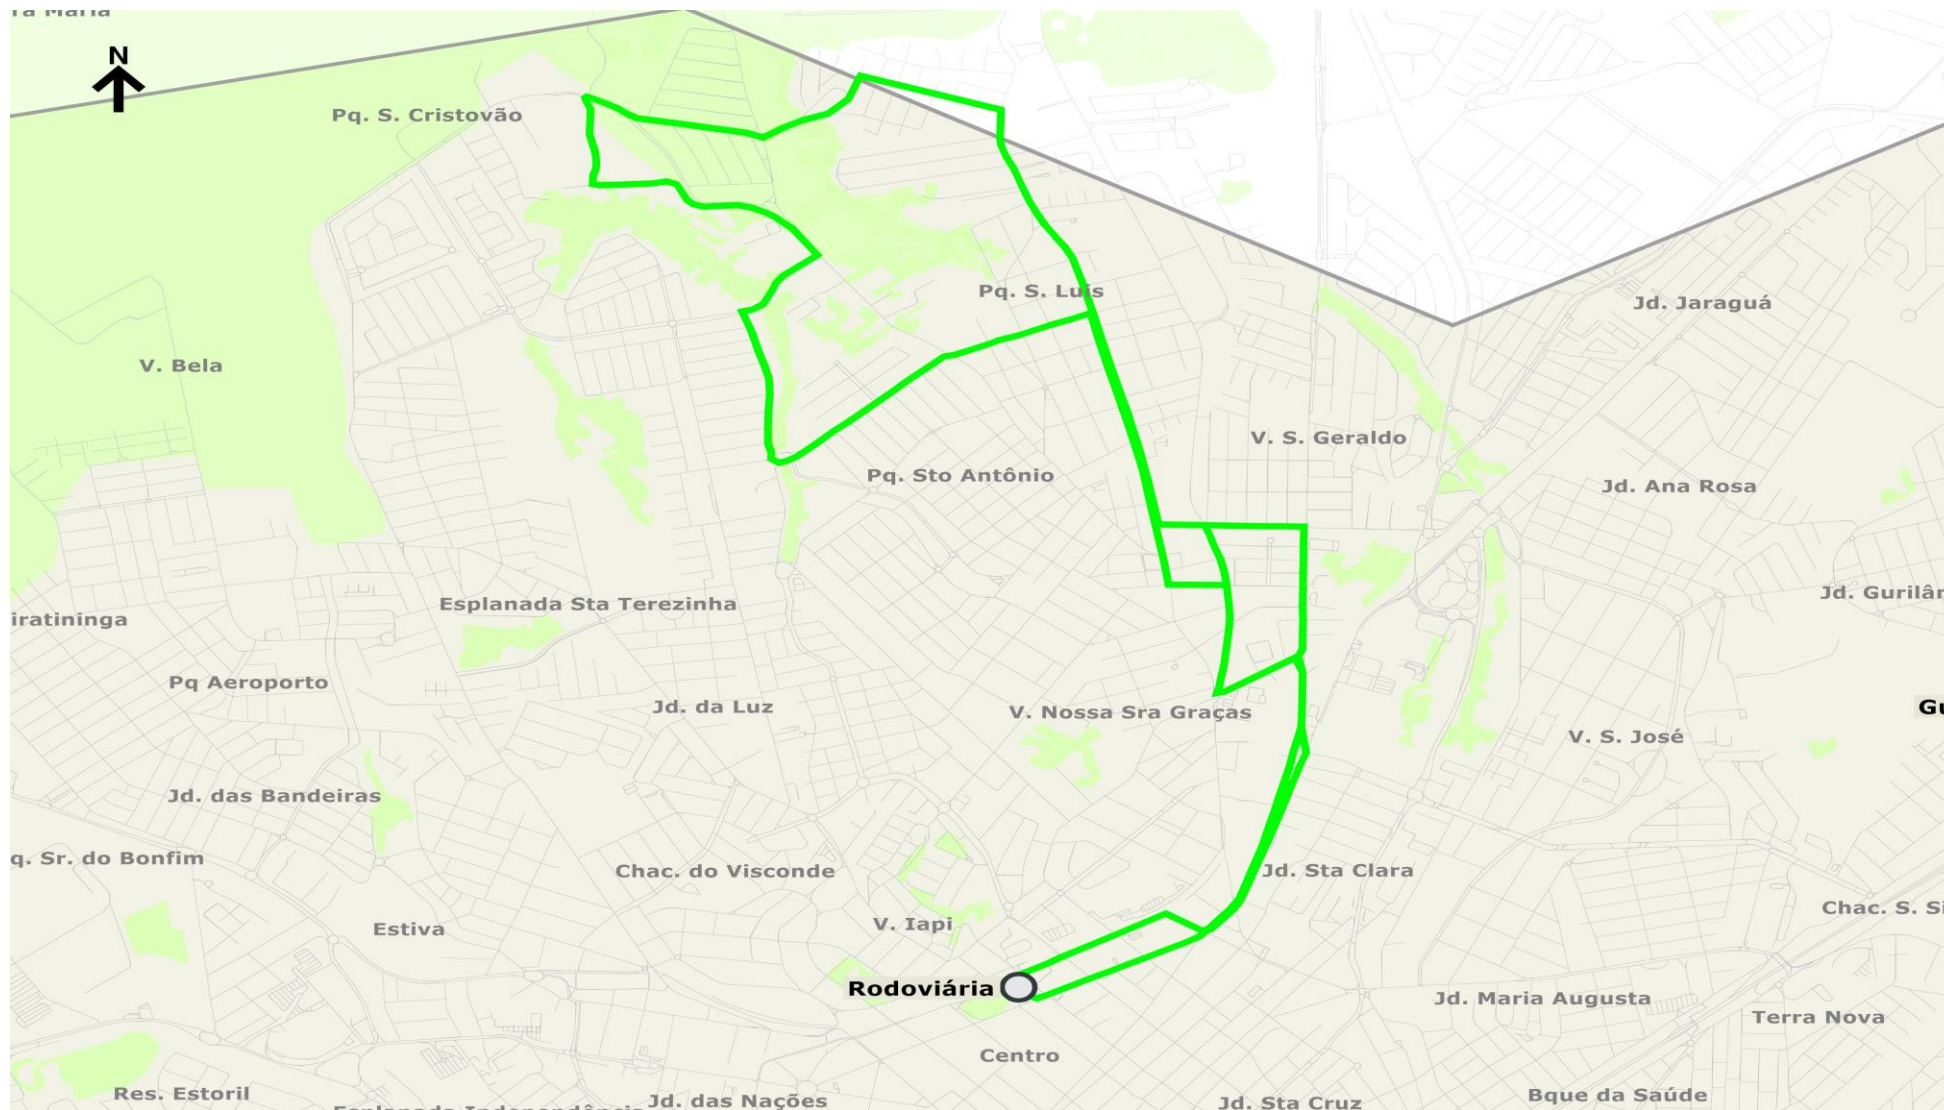 N
Pq. S. Cristovão
Pq. S. Luis
Jd. Jaraguá
V. Bela
V. S. Geraldo
Pq. Sto Antônio
Jd. Ana Rosa
Esplanada Sta Terezinha
iratininga
Jd. Gurilân
Pq Aeroporto
Jd. da Luz
V. Nossa Sra Graças
Gu
V. S. José
Jd. das Bandeiras
q. Sr. do Bonfim
Chac. do Visconde
Jd. Sta Clara
Chac. S. Si
V. Iapi
Estiva
Rodoviária
Jd. Maria Augusta
Terra Nova
Centro
Res. Estoril
Jd. das Nações
Bque da Saúde
Jd. Sta Cruz